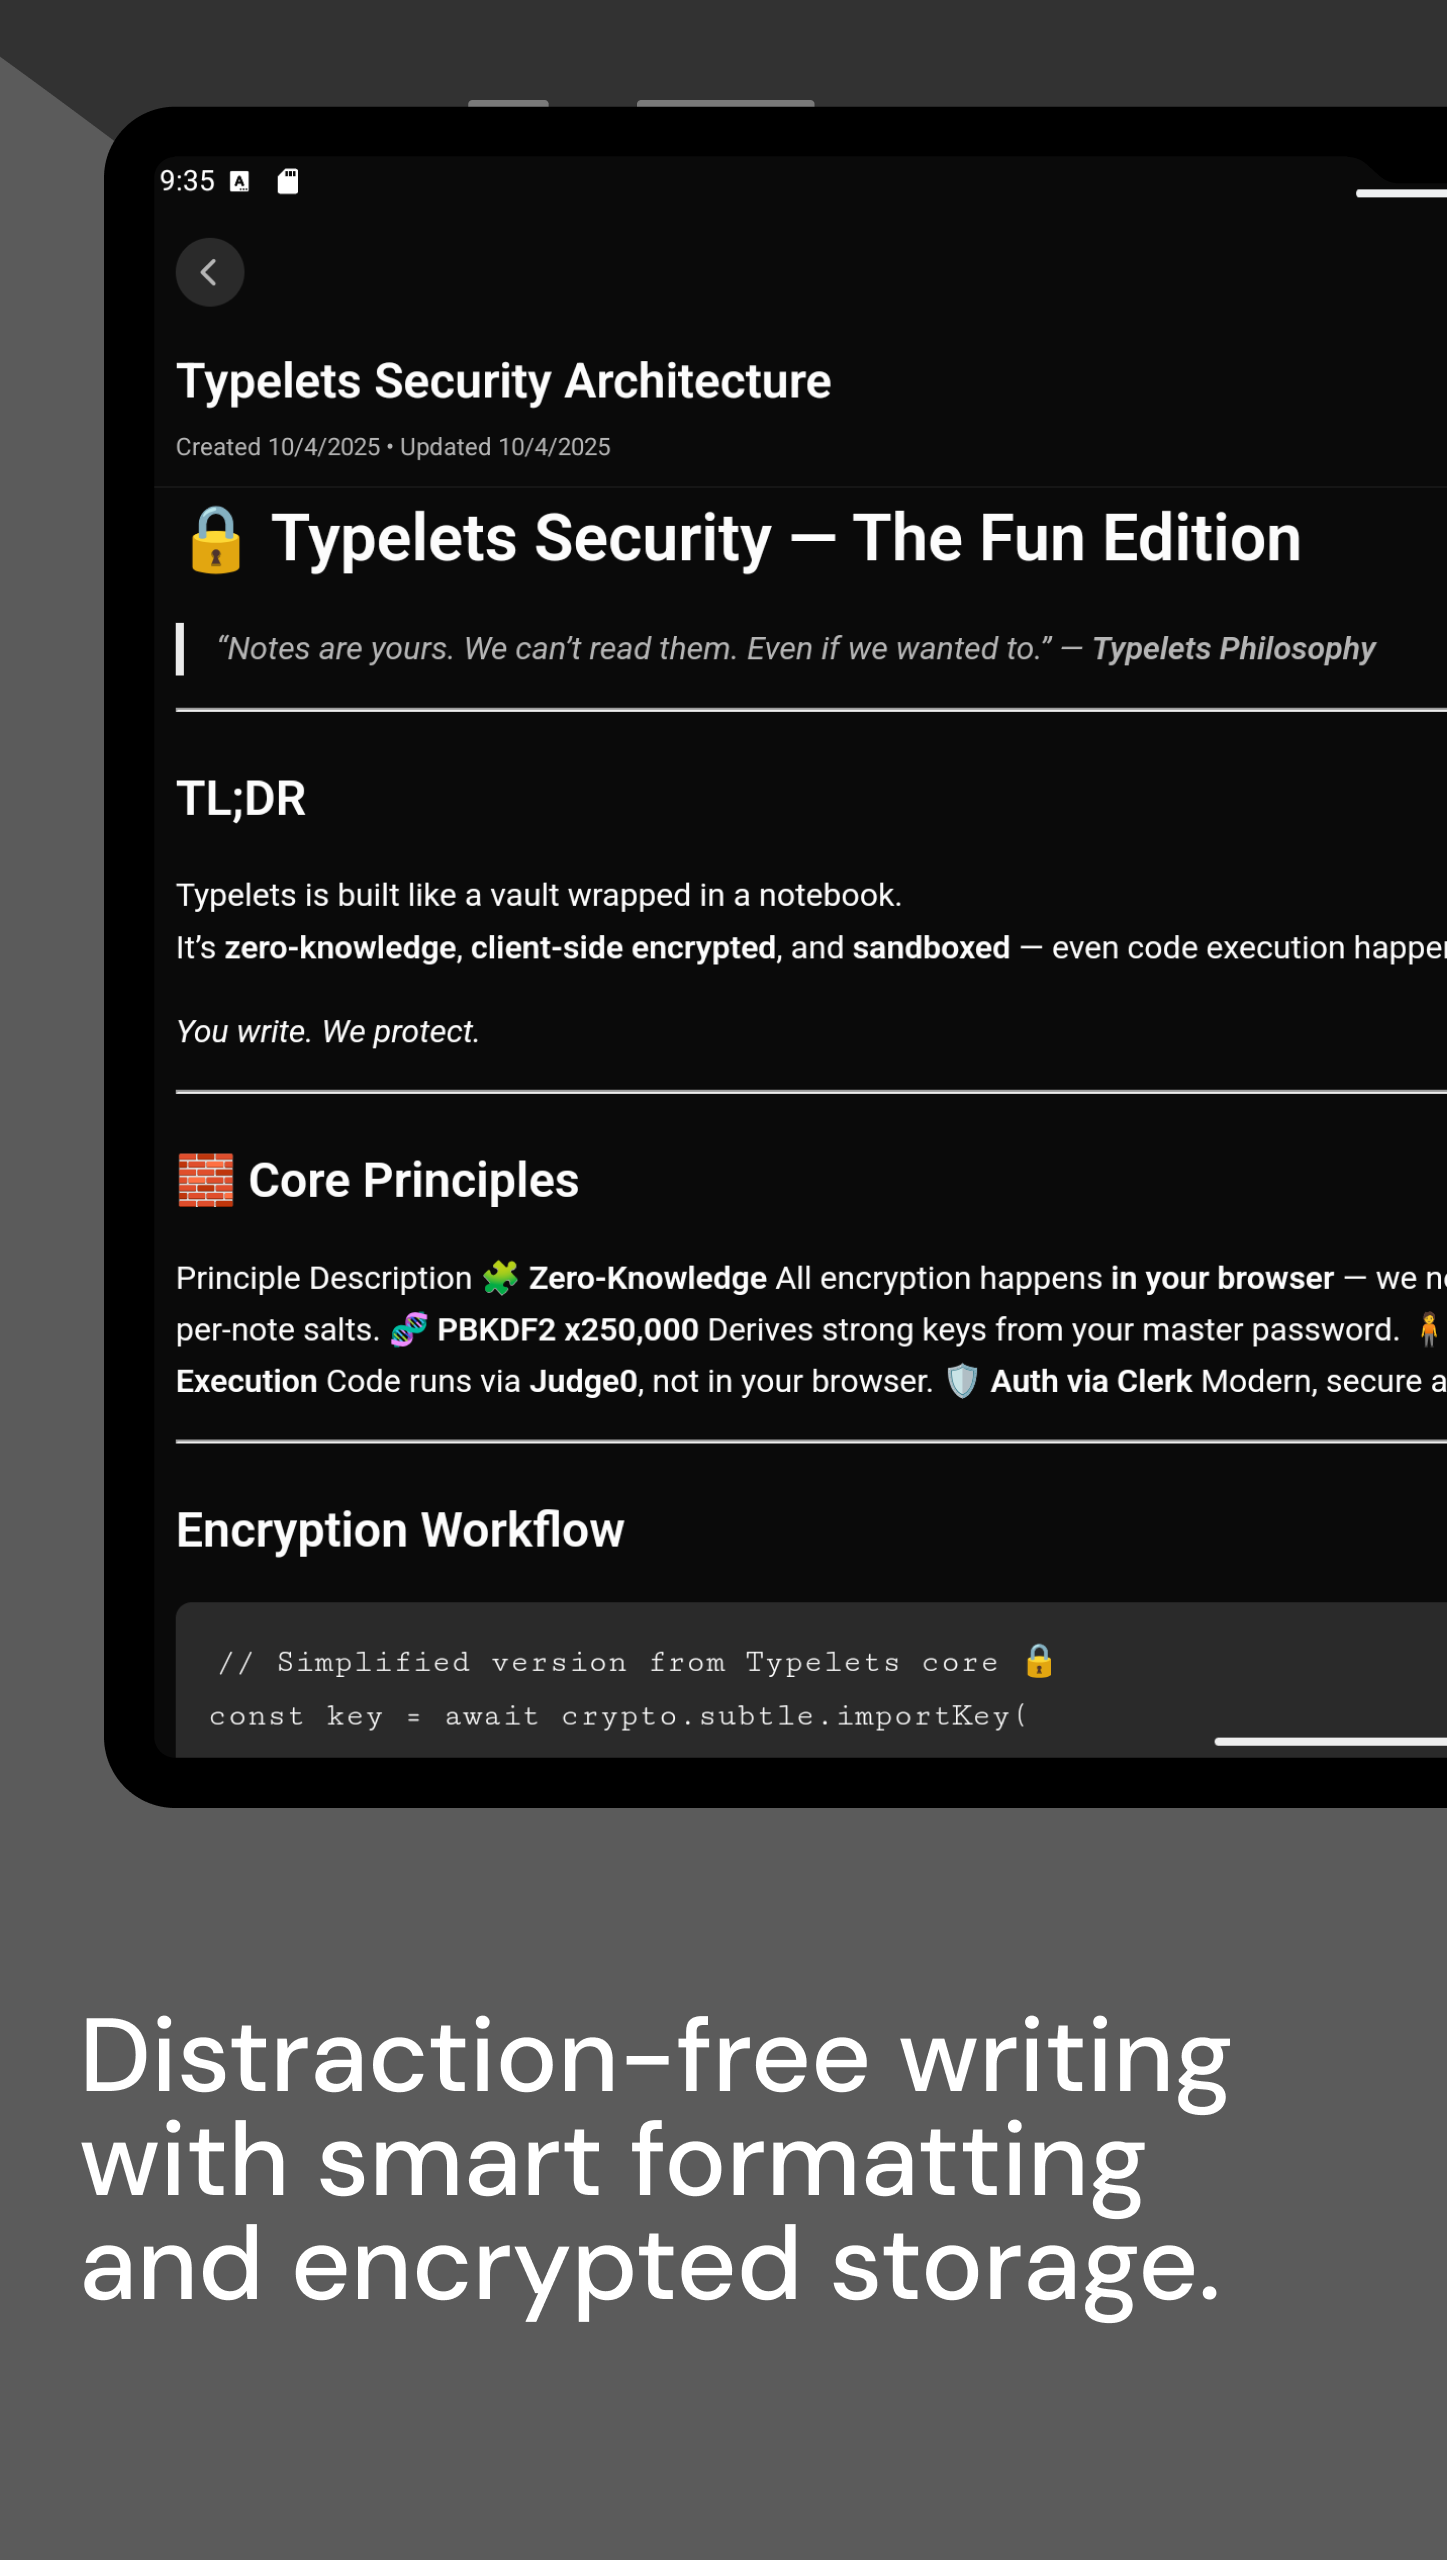 9:35
Typelets Security Architecture
Created 10/4/2025 • Updated 10/4/2025
🔒 Typelets Security — The Fun Edition
“Notes are yours. We can’t read them. Even if we wanted to.” — Typelets Philosophy
TL;DR
Typelets is built like a vault wrapped in a notebook.
It’s zero-knowledge, client-side encrypted, and sandboxed — even code execution
You write. We protect.
🧱 Core Principles
Principle Description 🧩 Zero-Knowledge All encryption happens in your browser — we
per-note salts. 🧬 PBKDF2 x250,000 Derives strong keys from your master password. 🧍
Execution Code runs via Judge0, not in your browser. 🛡️ Auth via Clerk Modern, secure
Encryption Workflow
// Simplified version from Typelets core 🔒
const key = await crypto.subtle.importKey(
Distraction-free writing
with smart formatting
and encrypted storage.